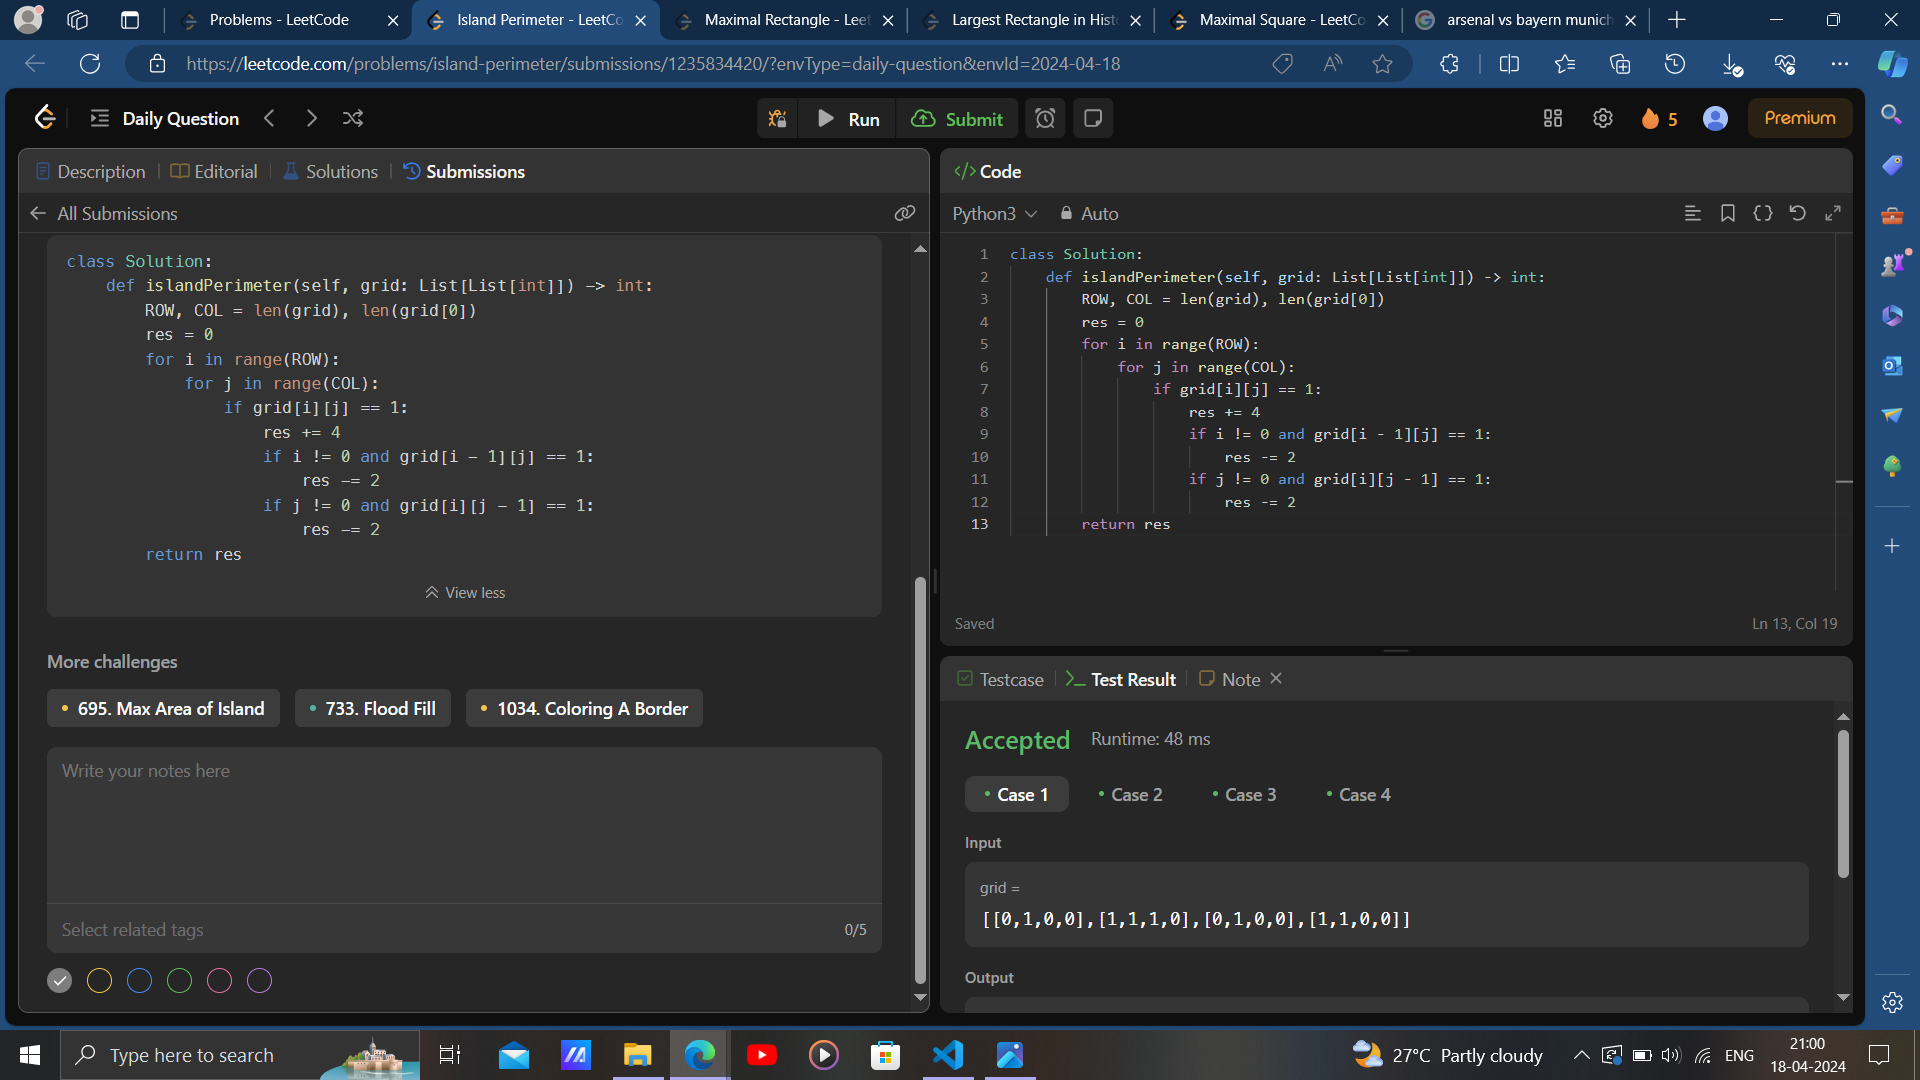 Problems - LeetCode
Island Perimeter - LeetCo
Maximal Rectangle - Leet
Largest Rectangle in Hist
Maximal Square - LeetCo
arsenal vs bayern munich
https://leetcode.com/problems/island-perimeter/submissions/1235834420/?envType=daily-question&envId=2024-04-18
Daily Question
Run
Submit
5
Premium
Description
Editorial
Solutions
Submissions
All Submissions
class Solution:
def islandPerimeter(self, grid: List[List[int]]) -> int:
ROW, COL = len(grid), len(grid[0])
res = 0
for i in range(ROW):
for j in range(COL):
if grid[i][j] == 1:
res += 4
if i != 0 and grid[i - 1][j] == 1:
res -= 2
if j != 0 and grid[i][j - 1] == 1:
res -= 2
return res
View less
More challenges
695. Max Area of Island
733. Flood Fill
1034. Coloring A Border
Write your notes here
Select related tags
0/5
</> Code
Python3
Auto
1 class Solution:
2 def islandPerimeter(self, grid: List[List[int]]) -> int:
3 ROW, COL = len(grid), len(grid[0])
4 res = 0
5 for i in range(ROW):
6 for j in range(COL):
7 if grid[i][j] == 1:
8 res += 4
9 if i != 0 and grid[i - 1][j] == 1:
10 res -= 2
11 if j != 0 and grid[i][j - 1] == 1:
12 res -= 2
13 return res
Saved
Ln 13, Col 19
Testcase
Test Result
Note
Accepted
Runtime: 48 ms
Case 1
Case 2
Case 3
Case 4
Input
grid =
[[0,1,0,0],[1,1,1,0],[0,1,0,0],[1,1,0,0]]
Output
Type here to search
27°C Partly cloudy
ENG
21:00
18-04-2024